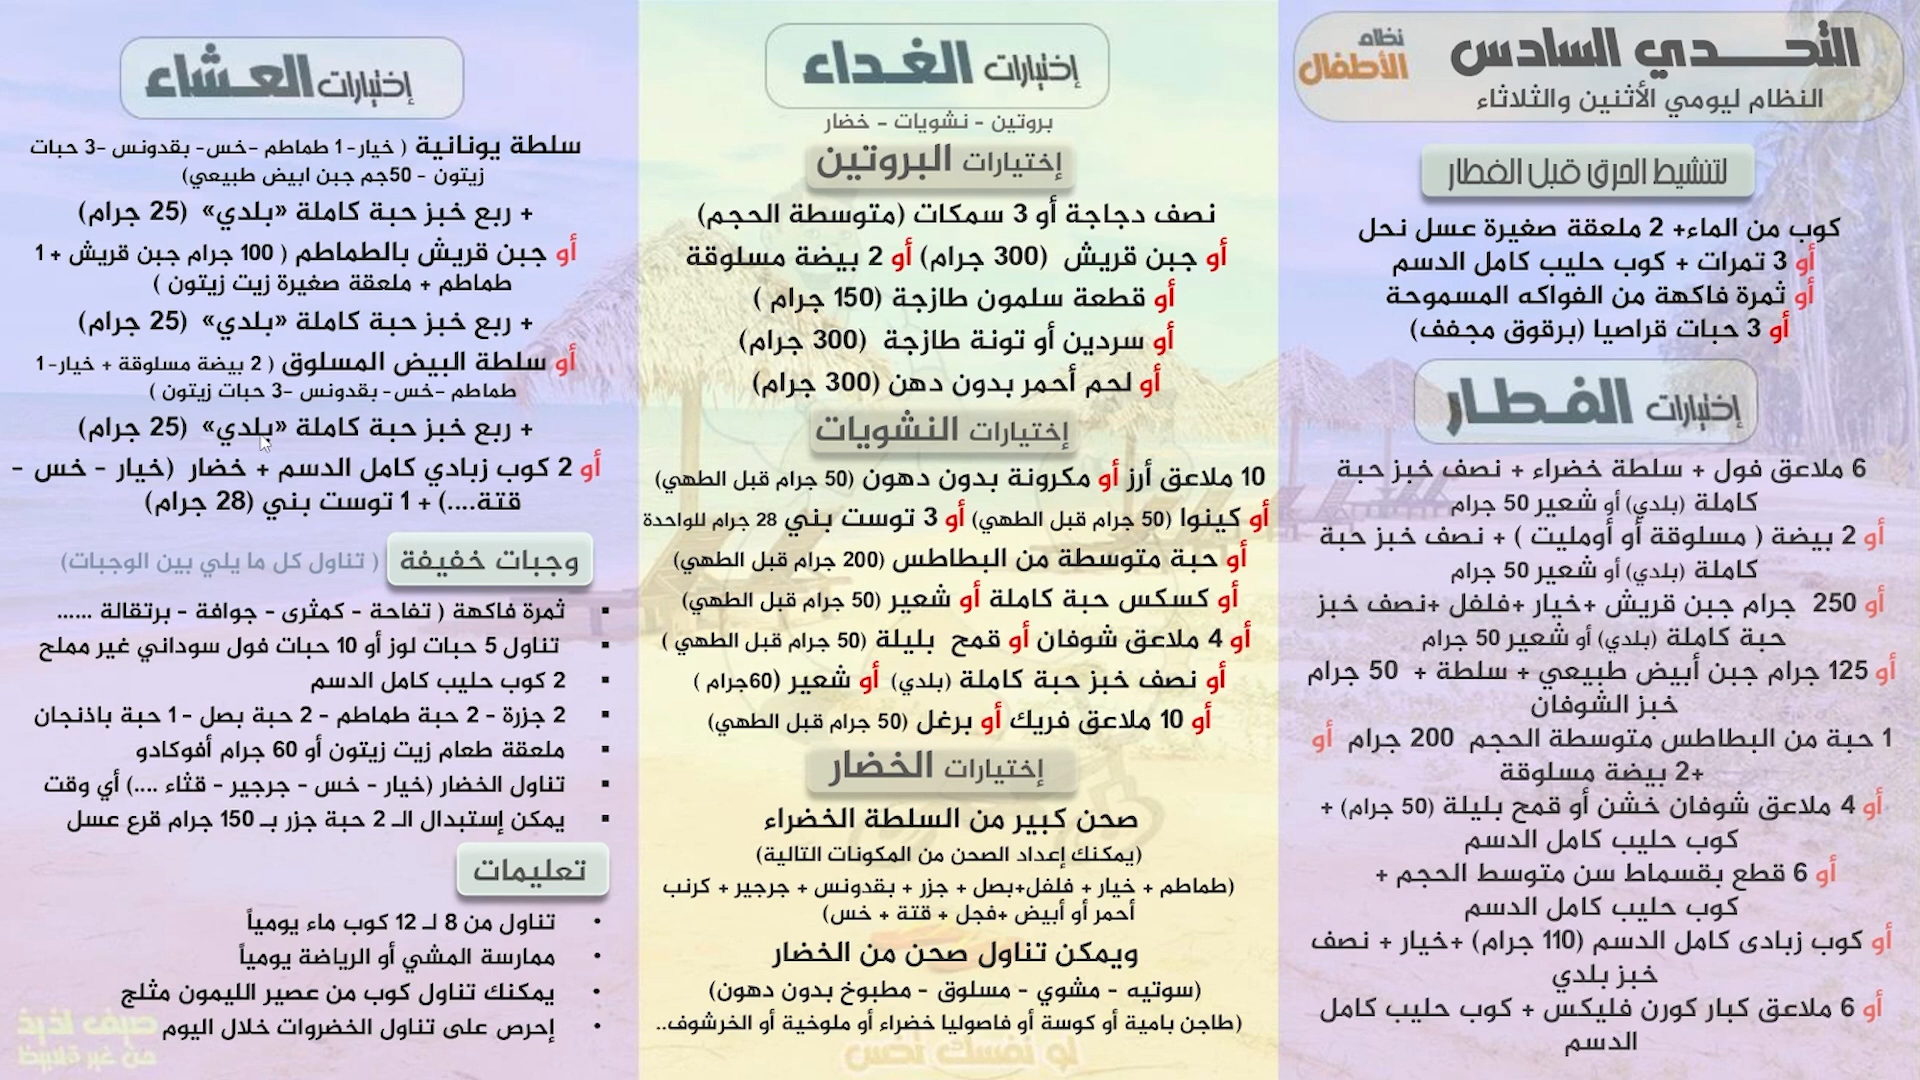 التحدي السادس
نظام
الأطفال
النظام ليومي الأثنين والثلاثاء
لتنشيط الحرق قبل الفطار
كوب من الماء+ 2 ملعقة صغيرة عسل نحل
أو 3 تمرات + كوب حليب كامل الدسم
أو ثمرة فاكهة من الفواكه المسموحة
أو 3 حبات قراصيا (برقوق مجفف)
إختيارات الفطار
6 ملاعق فول + سلطة خضراء + نصف خبز حبة
كاملة (بلدي) أو شعير 50 جرام
أو 2 بيضة ( مسلوقة أو أومليت ) + نصف خبز حبة
كاملة (بلدي) أو شعير 50 جرام
أو 250 جرام جبن قريش +خيار +فلفل +نصف خبز
حبة كاملة (بلدي) أو شعير 50 جرام
أو 125 جرام جبن أبيض طبيعي + سلطة + 50 جرام
خبز الشوفان
1 حبة من البطاطس متوسطة الحجم 200 جرام أو
+2 بيضة مسلوقة
أو 4 ملاعق شوفان خشن أو قمح بليلة (50 جرام) +
كوب حليب كامل الدسم
أو 6 قطع بقسماط سن متوسط الحجم +
كوب حليب كامل الدسم
أو كوب زبادى كامل الدسم (110 جرام) +خيار + نصف
خبز بلدي
أو 6 ملاعق كبار كورن فليكس + كوب حليب كامل
الدسم
إختيارات الغداء
بروتين - نشويات - خضار
إختيارات البروتين
نصف دجاجة أو 3 سمكات (متوسطة الحجم)
أو جبن قريش (300 جرام) أو 2 بيضة مسلوقة
أو قطعة سلمون طازجة (150 جرام )
أو سردين أو تونة طازجة (300 جرام)
أو لحم أحمر بدون دهن (300 جرام)
إختيارات النشويات
10 ملاعق أرز أو مكرونة بدون دهون (50 جرام قبل الطهي)
أو كينوا (50 جرام قبل الطهي) أو 3 توست بني 28 جرام للواحدة
أو حبة متوسطة من البطاطس (200 جرام قبل الطهي)
أو كسكس حبة كاملة أو شعير (50 جرام قبل الطهي)
أو 4 ملاعق شوفان أو قمح بليلة (50 جرام قبل الطهي )
أو نصف خبز حبة كاملة (بلدي) أو شعير (60جرام )
أو 10 ملاعق فريك أو برغل (50 جرام قبل الطهي)
إختيارات الخضار
صحن كبير من السلطة الخضراء
(يمكنك إعداد الصحن من المكونات التالية)
(طماطم + خيار + فلفل+بصل + جزر + بقدونس + جرجير + كرنب
أحمر أو أبيض +فجل + قتة + خس)
ويمكن تناول صحن من الخضار
(سوتيه - مشوي - مسلوق - مطبوخ بدون دهون)
(طاجن بامية أو كوسة أو فاصوليا خضراء أو ملوخية أو الخرشوف..
لو نفسك تخس
إختيارات العشاء
سلطة يونانية ( خيار- 1 طماطم -خس- بقدونس -3 حبات
زيتون - 50جم جبن ابيض طبيعي)
+ ربع خبز حبة كاملة «بلدي» (25 جرام)
أو جبن قريش بالطماطم ( 100 جرام جبن قريش + 1
طماطم + ملعقة صغيرة زيت زيتون )
+ ربع خبز حبة كاملة «بلدي» (25 جرام)
أو سلطة البيض المسلوق ( 2 بيضة مسلوقة + خيار- 1
طماطم -خس- بقدونس -3 حبات زيتون )
+ ربع خبز حبة كاملة «بلدي» (25 جرام)
أو 2 كوب زبادي كامل الدسم + خضار (خيار - خس -
قتة....) + 1 توست بني (28 جرام)
وجبات خفيفة ( تناول كل ما يلي بين الوجبات)
▪ ثمرة فاكهة ( تفاحة - كمثرى - جوافة - برتقالة ......
▪ تناول 5 حبات لوز أو 10 حبات فول سوداني غير مملح
▪ 2 كوب حليب كامل الدسم
▪ 2 جزرة - 2 حبة طماطم - 2 حبة بصل - 1 حبة باذنجان
▪ ملعقة طعام زيت زيتون أو 60 جرام أفوكادو
▪ تناول الخضار (خيار - خس - جرجير - قثاء ....) أي وقت
▪ يمكن إستبدال الـ 2 حبة جزر بـ 150 جرام قرع عسل
تعليمات
• تناول من 8 لـ 12 كوب ماء يومياً
• ممارسة المشي أو الرياضة يومياً
• يمكنك تناول كوب من عصير الليمون مثلج
• إحرص على تناول الخضروات خلال اليوم
صيف لذيذ
من غير قلابيظ